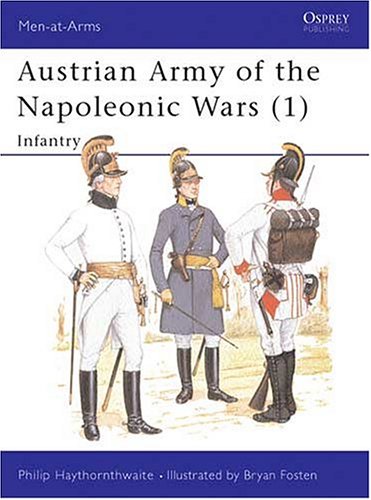 Men-at-Arms
OSPREY
PUBLISHING
Austrian Army of the
Napoleonic Wars (1)
Infantry
Philip Haythornthwaite • Illustrated by Bryan Fosten